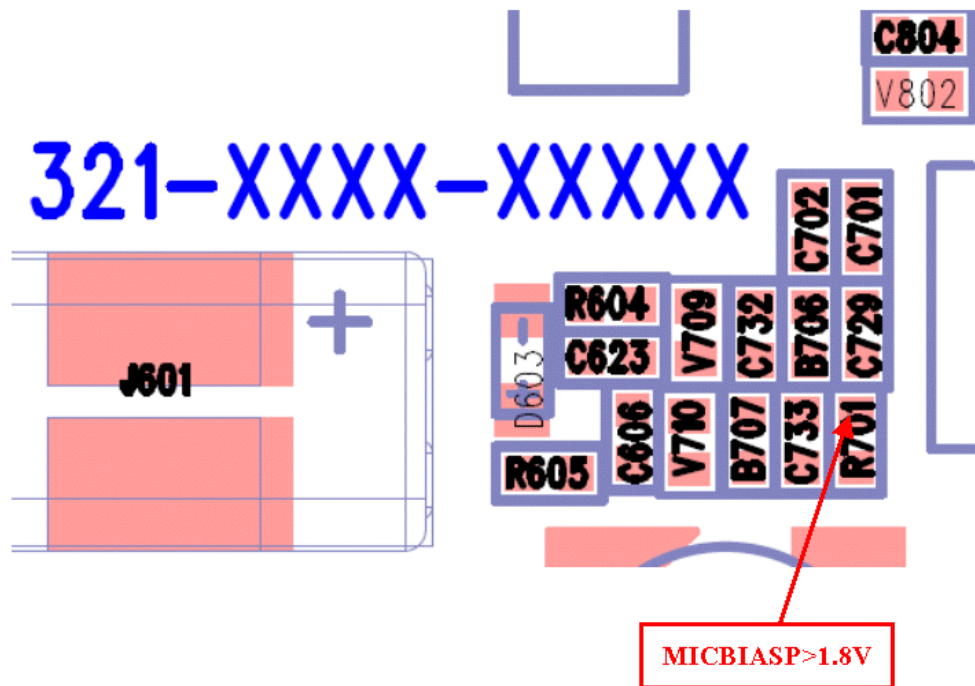 C804
V802
321-XXXX-XXXXX
C702
C701
+
R604
V709
C732
B706
C729
C623
J601
D603
-
+
R605
C606
V710
B707
C733
R701
MICBIASP>1.8V